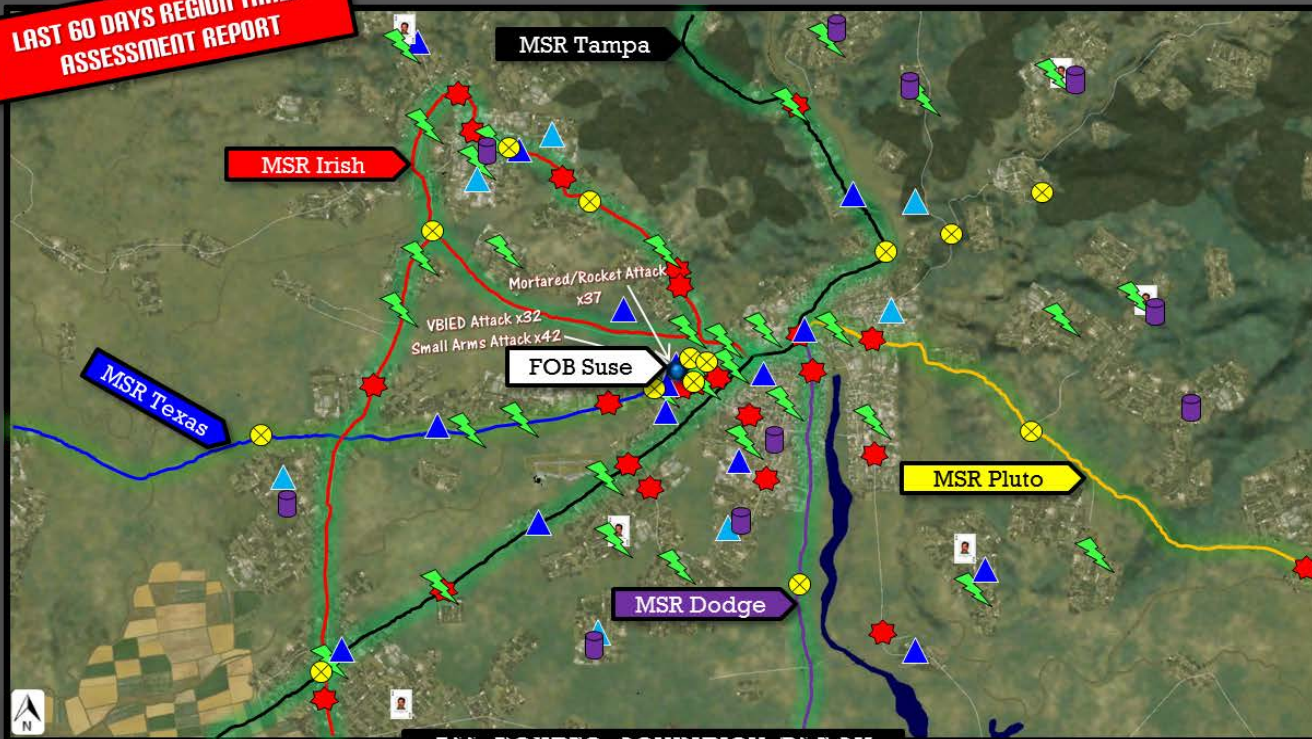 LAST 60 DAYS REGION
ASSESSMENT REPORT
MSR Tampa
MSR Irish
Mortared/Rocket Attack
x37
VBIED Attack x32
Small Arms Attack x42
FOB Suse
MSR Texas
MSR Pluto
MSR Dodge
N